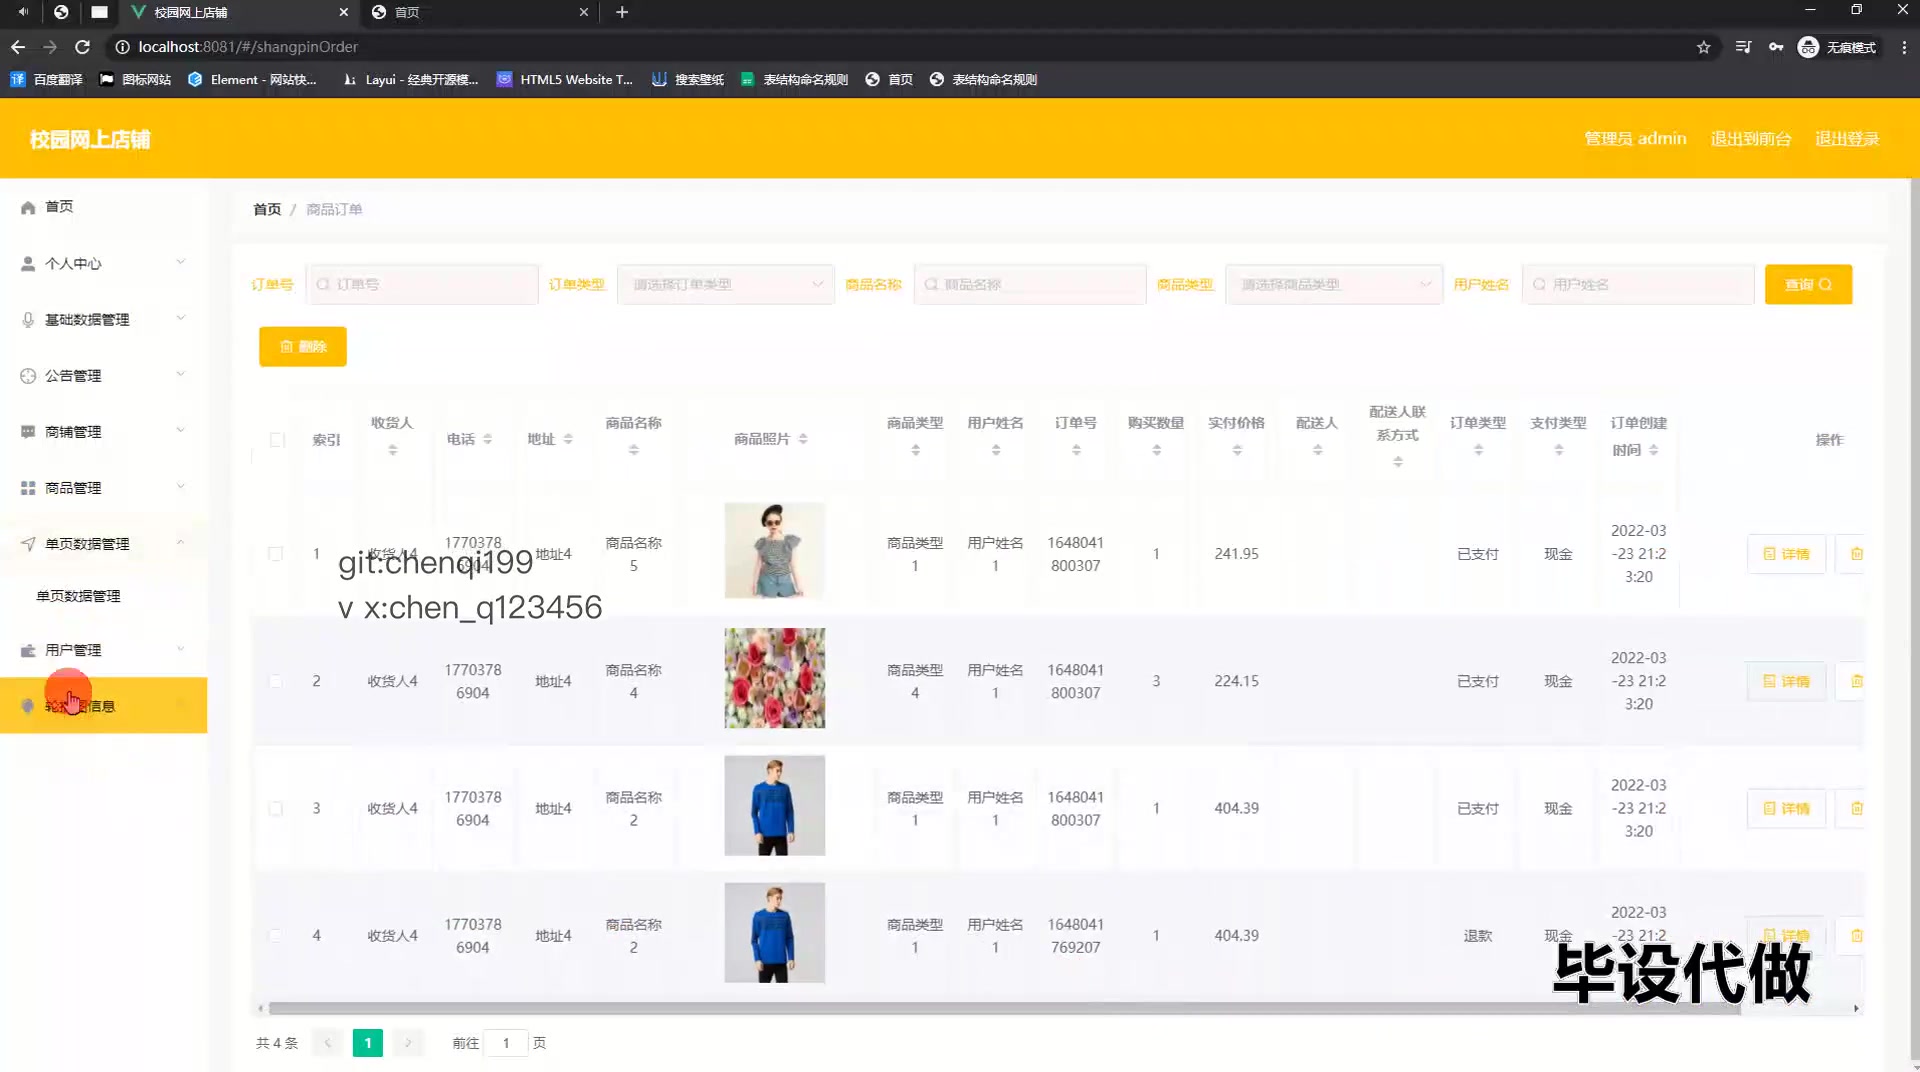 校园网上店铺
首页
localhost:8081/#/shangpinOrder
无痕模式
百度翻译
图标网站
Element - 网站快...
Layui - 经典开源模...
HTML5 Website T...
搜索壁纸
表结构命名规则
首页
表结构命名规则
校园网上店铺
管理员 admin
退出到前台
退出登录
首页
个人中心
基础数据管理
公告管理
商铺管理
商品管理
单页数据管理
单页数据管理
用户管理
首页 / 商品订单
订单号 订单号 订单类型 请选择订单类型 商品名称 商品名称 商品类型 请选择商品类型 用户姓名 用户姓名 查询
删除
索引 收货人 电话 地址 商品名称 商品照片 商品类型 用户姓名 订单号 购买数量 实付价格 配送人 配送人联系方式 订单类型 支付类型 订单创建时间 操作
1 收货人4 17703786904 地址4 商品名称5 商品类型1 用户姓名1 1648041800307 1 241.95 已支付 现金 2022-03-23 21:23:20 详情
git:chenqi199
v x:chen_q123456
2 收货人4 17703786904 地址4 商品名称4 商品类型4 用户姓名1 1648041800307 3 224.15 已支付 现金 2022-03-23 21:23:20 详情
3 收货人4 17703786904 地址4 商品名称2 商品类型1 用户姓名1 1648041800307 1 404.39 已支付 现金 2022-03-23 21:23:20 详情
4 收货人4 17703786904 地址4 商品名称2 商品类型1 用户姓名1 1648041769207 1 404.39 退款 现金 2022-03-23 21:2 详情
毕设代做
共 4 条 1 前往 1 页